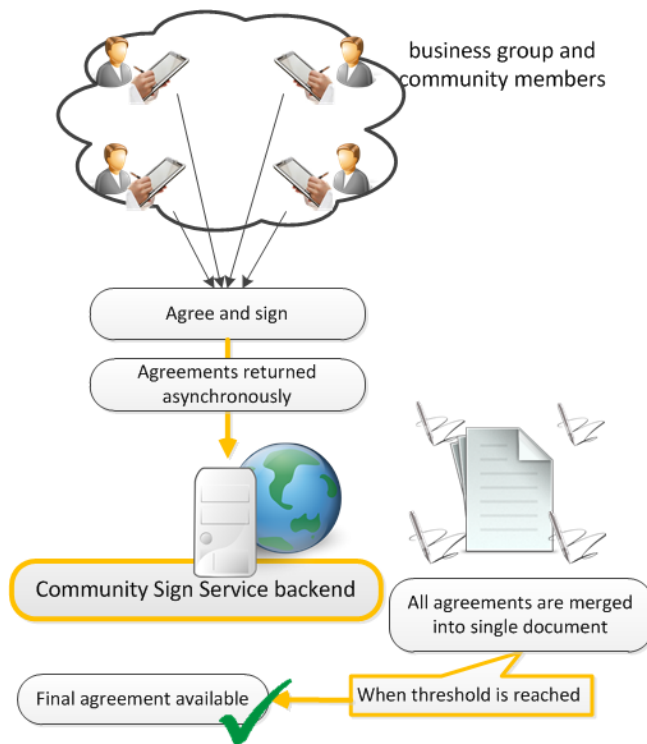 business group and
community members
Agree and sign
Agreements returned
asynchronously
Community Sign Service backend
All agreements are merged
into single document
When threshold is reached
Final agreement available